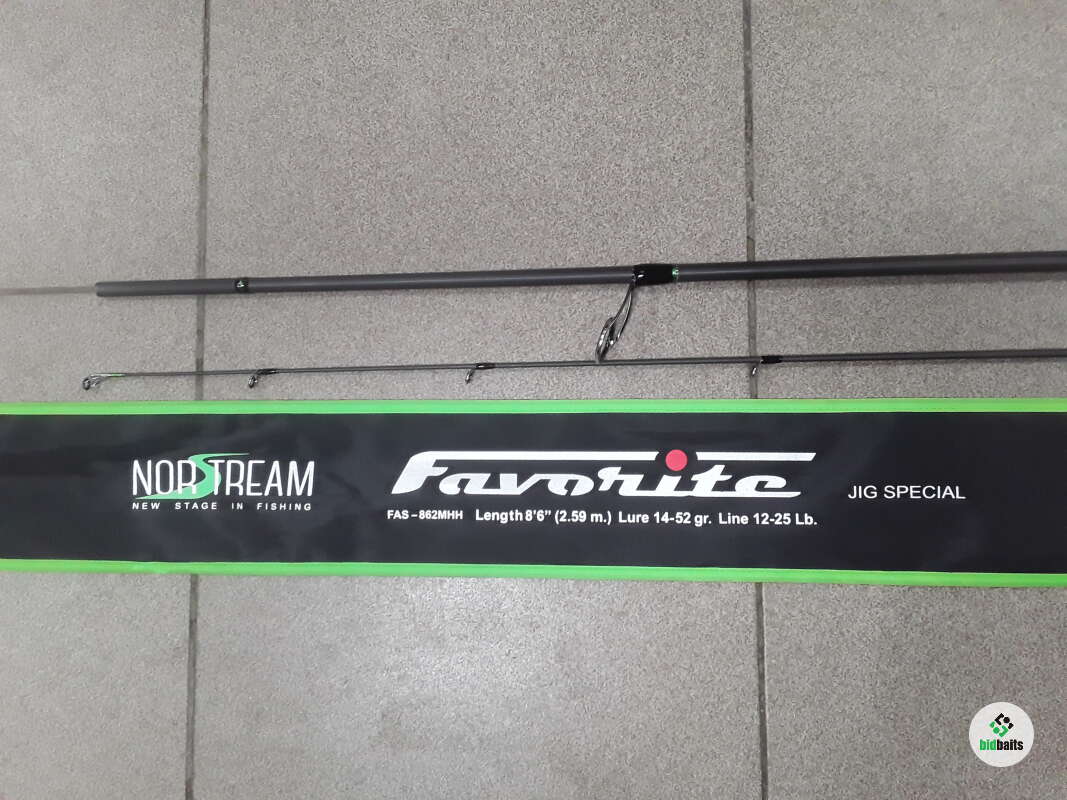 NORSTREAM
NEW STAGE IN FISHING
Favorite
JIG SPECIAL
FAS-862MHH Length 8'6" (2.59 m.) Lure 14-52 gr. Line 12-25 Lb.
bidbaits